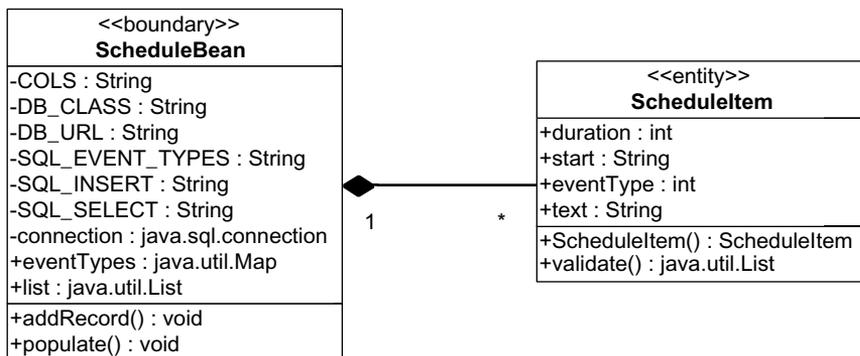 <<boundary>>
ScheduleBean
-COLS : String
-DB_CLASS : String
-DB_URL : String
-SQL_EVENT_TYPES : String
-SQL_INSERT : String
-SQL_SELECT : String
-connection : java.sql.connection
+eventTypes : java.util.Map
+list : java.util.List
+addRecord() : void
+populate() : void
1
*
<<entity>>
ScheduleItem
+duration : int
+start : String
+eventType : int
+text : String
+ScheduleItem() : ScheduleItem
+validate() : java.util.List